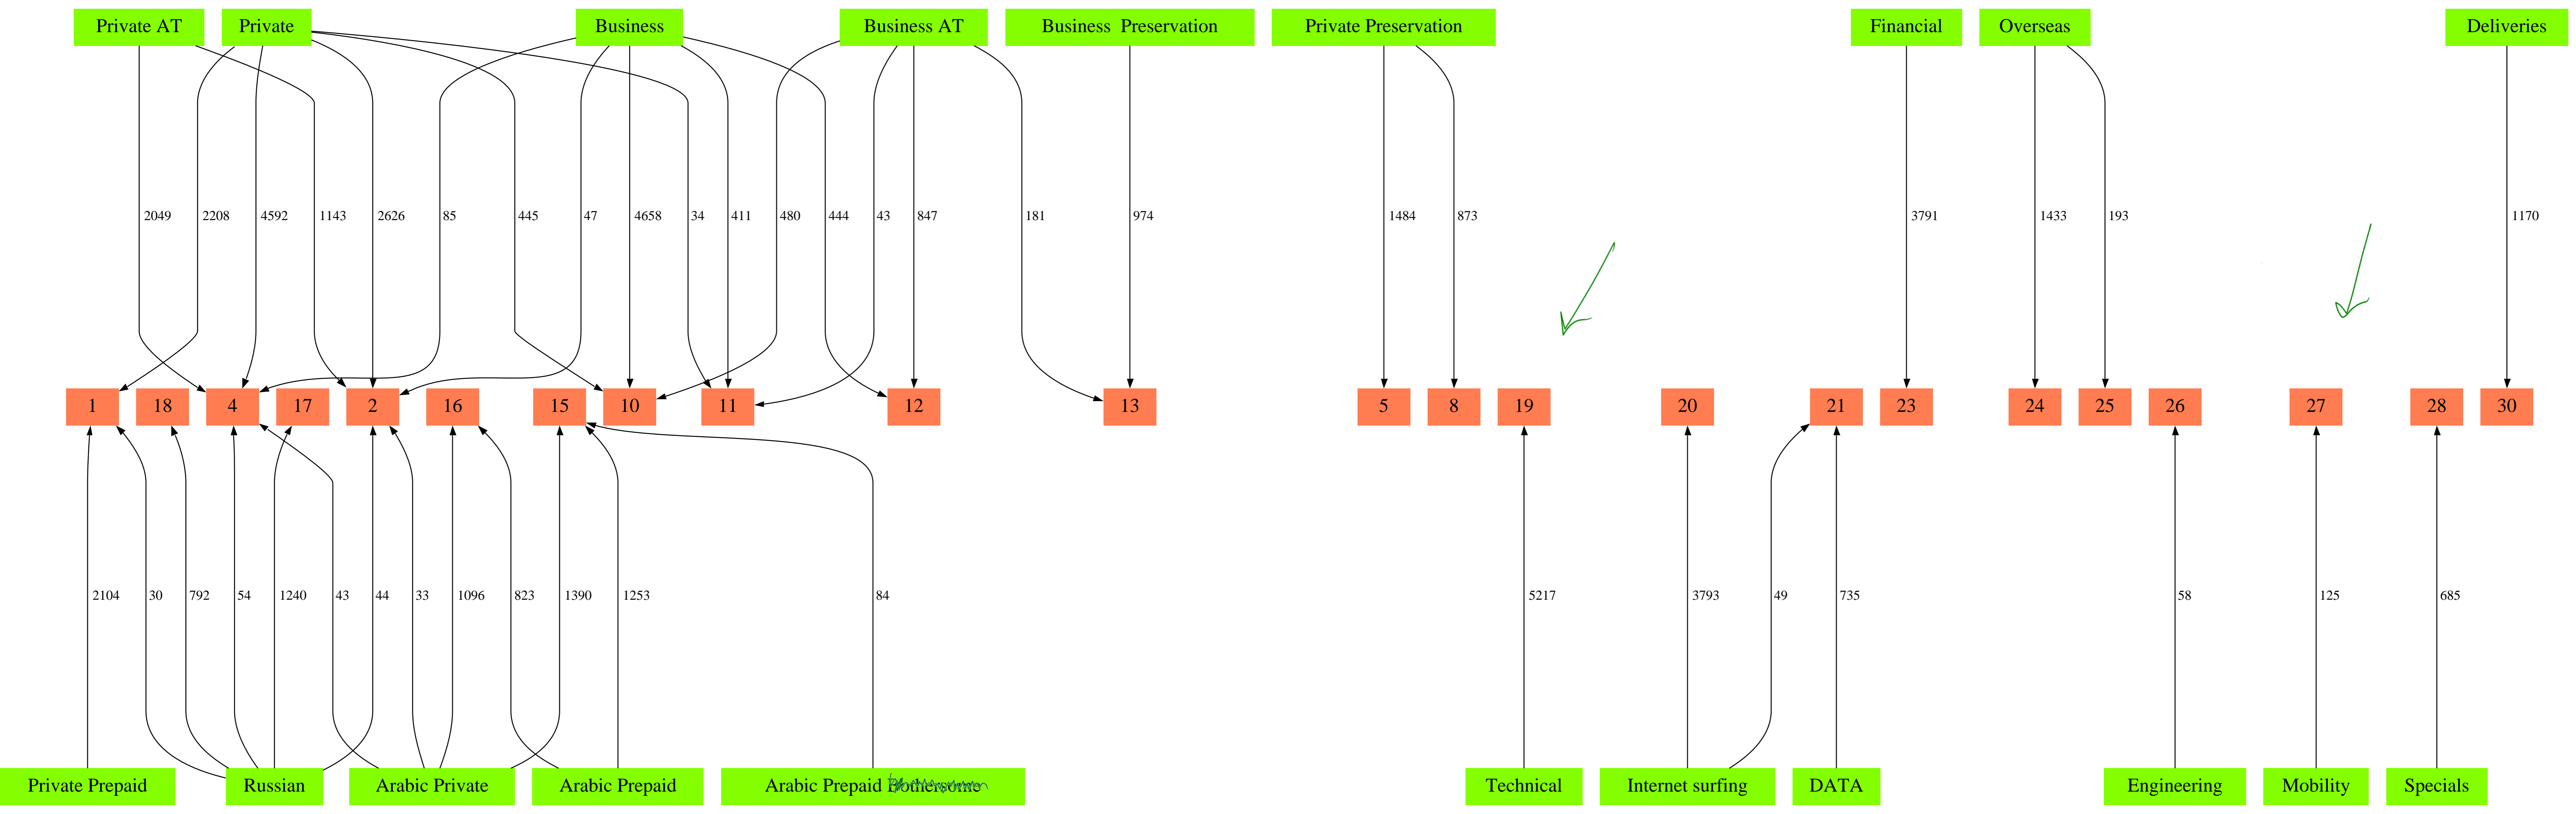 Private AT Private Business Business AT Business Preservation Private Preservation Financial Overseas Deliveries
2049 2208 4592 1143 2626 85 445 47 4658 34 411 480 444 43 847 181 974 1484 873 3791 1433 193 1170
1 18 4 17 2 16 15 10 11 12 13 5 8 19 20 21 23 24 25 26 27 28 30
2104 30 792 54 1240 43 44 33 1096 823 1390 1253 84 5217 3793 49 735 58 125 685
Private Prepaid Russian Arabic Private Arabic Prepaid Arabic Prepaid Technical Internet surfing DATA Engineering Mobility Specials